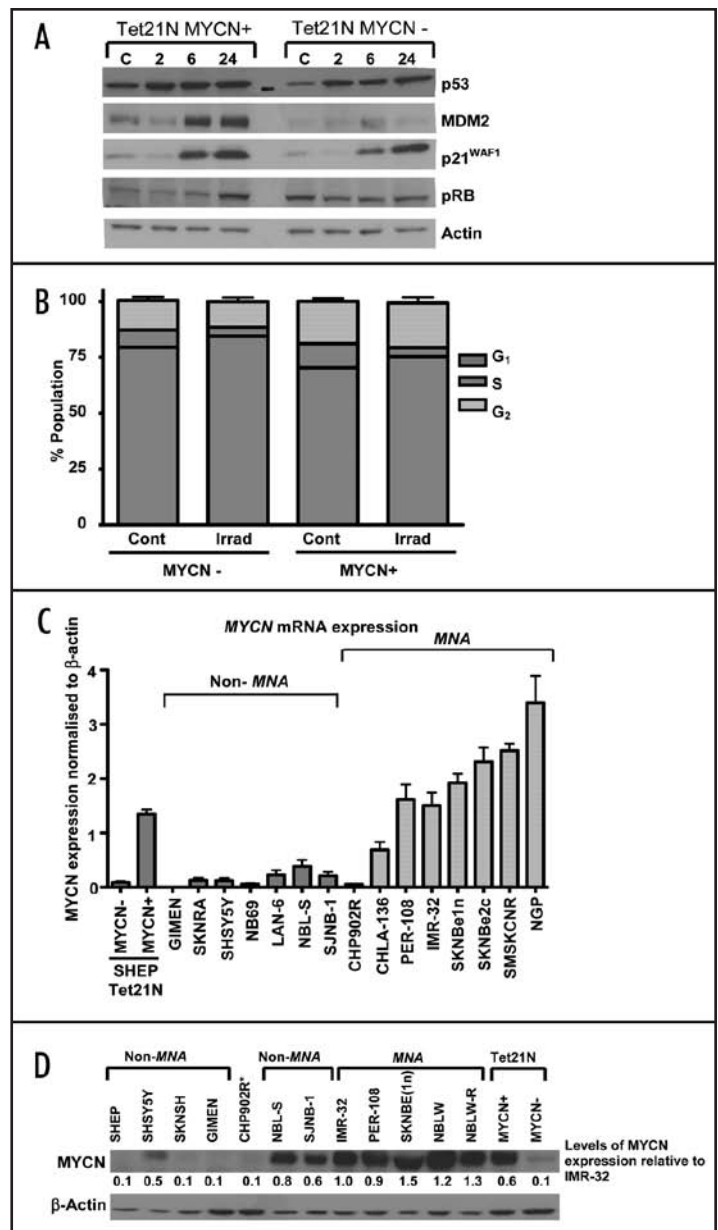 A
Tet21N MYCN+ Tet21N MYCN -
C 2 6 24 C 2 6 24
p53
MDM2
p21WAF1
pRB
Actin
B
100
75
50
25
0
% Population
G1
S
G2
Cont Irrad Cont Irrad
MYCN - MYCN+
C
MYCN mRNA expression
MNA
Non- MNA
MYCN expression normalised to β-actin
4
3
2
1
0
MYCN-
MYCN+
GIMEN
SKNRA
SHSY5Y
NB69
LAN-6
NBL-S
SJNB-1
CHP902R
CHLA-136
PER-108
IMR-32
SKNBe1n
SKNBe2c
SMSKCNR
NGP
SHEP
Tet21N
D
Non-MNA Non-MNA MNA Tet21N
SHEP
SHSY5Y
SKNSH
GIMEN
CHP902R*
NBL-S
SJNB-1
IMR-32
PER-108
SKNBE(1n)
NBLW
NBLW-R
MYCN+
MYCN-
MYCN
Levels of MYCN
expression relative to
IMR-32
0.1 0.5 0.1 0.1 0.1 0.8 0.6 1.0 0.9 1.5 1.2 1.3 0.6 0.1
β-Actin